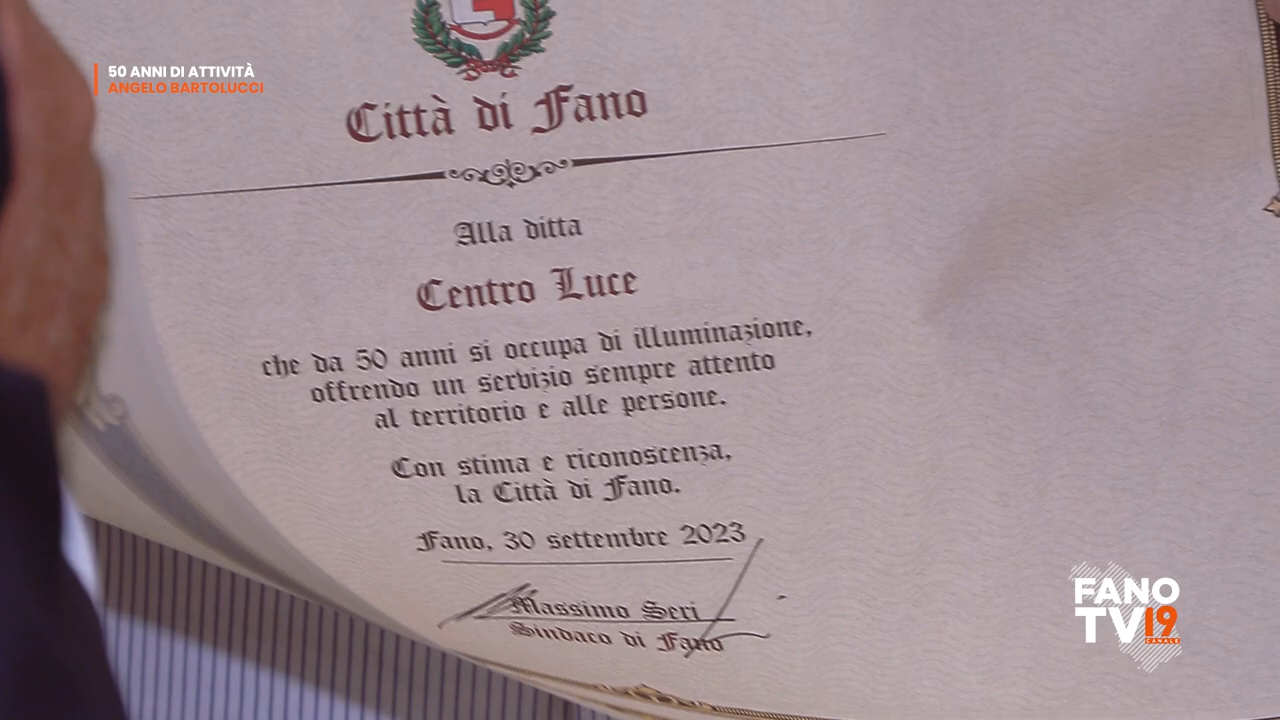 50 ANNI DI ATTIVITÀ
ANGELO BARTOLUCCI
Città di Fano
Alla ditta
Centro Luce
che da 50 anni si occupa di illuminazione,
offrendo un servizio sempre attento
al territorio e alle persone.
Con stima e riconoscenza,
la Città di Fano.
Fano, 30 settembre 2023
Massimo Seri
Sindaco di Fano
FANO
TV19
CANALE